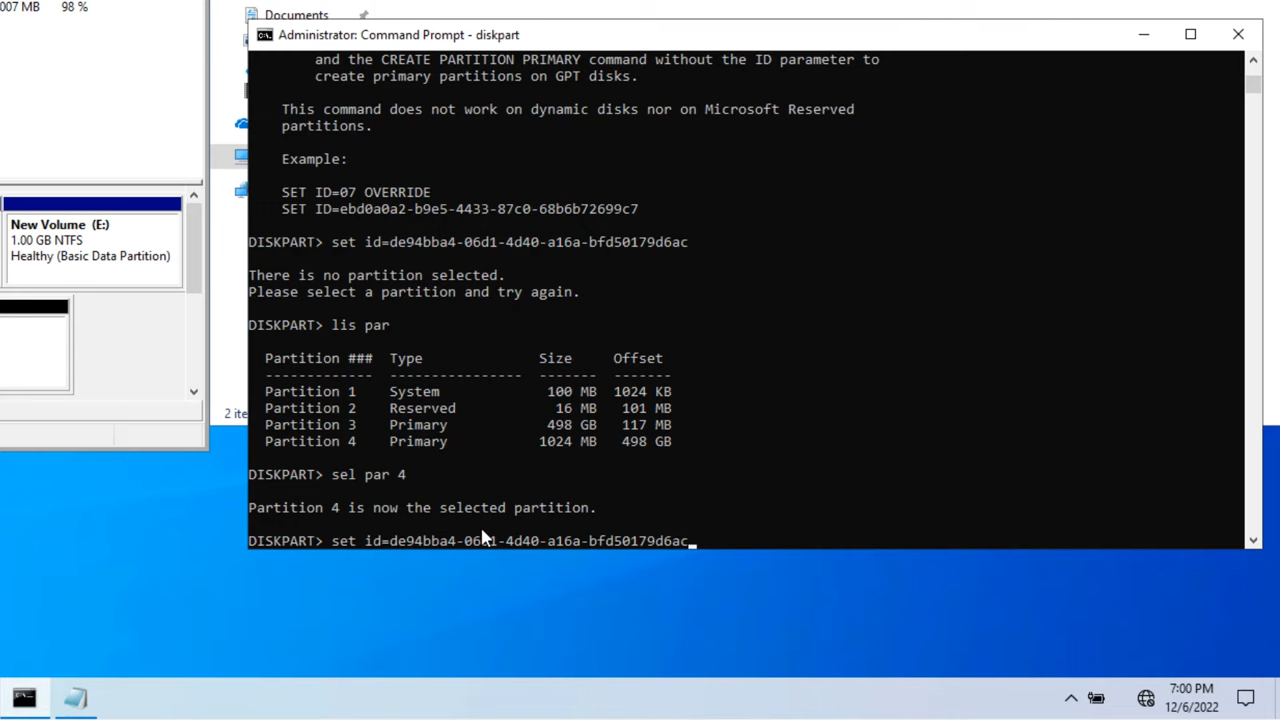 007 MB 98 %
Documents
Administrator: Command Prompt - diskpart
and the CREATE PARTITION PRIMARY command without the ID parameter to
create primary partitions on GPT disks.
This command does not work on dynamic disks nor on Microsoft Reserved
partitions.
Example:
SET ID=07 OVERRIDE
SET ID=ebd0a0a2-b9e5-4433-87c0-68b6b72699c7
New Volume (E:)
1.00 GB NTFS
Healthy (Basic Data Partition)
DISKPART> set id=de94bba4-06d1-4d40-a16a-bfd50179d6ac
There is no partition selected.
Please select a partition and try again.
DISKPART> lis par
Partition ### Type Size Offset
------------- ---------------- ------- -------
Partition 1 System 100 MB 1024 KB
Partition 2 Reserved 16 MB 101 MB
Partition 3 Primary 498 GB 117 MB
Partition 4 Primary 1024 MB 498 GB
2 ite
DISKPART> sel par 4
Partition 4 is now the selected partition.
DISKPART> set id=de94bba4-06d1-4d40-a16a-bfd50179d6ac_
7:00 PM
12/6/2022